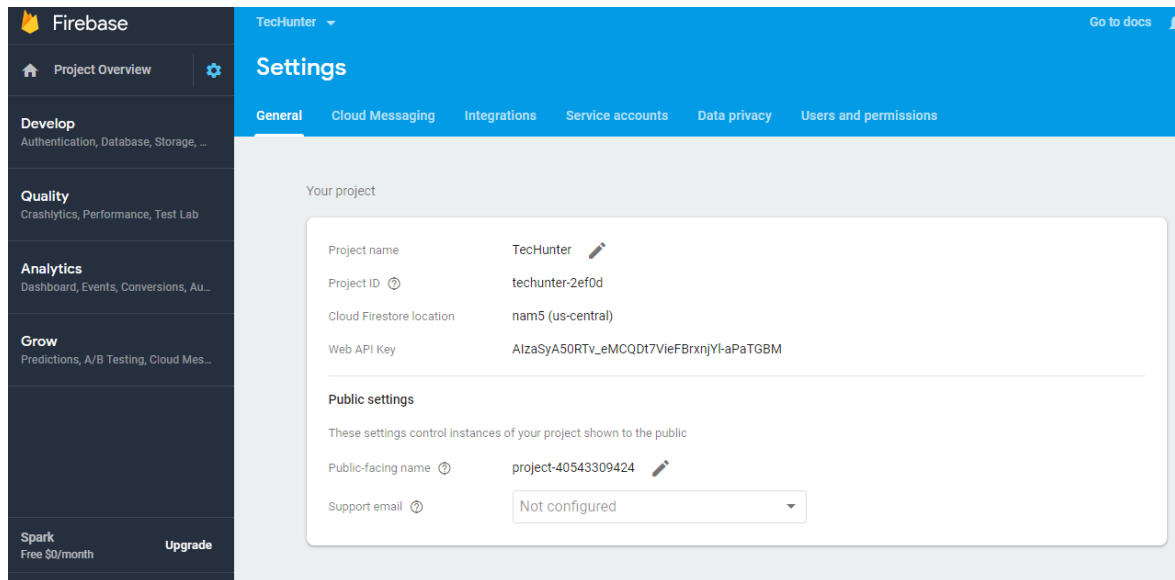 Firebase
TecHunter
Go to docs
Project Overview
Settings
General Cloud Messaging Integrations Service accounts Data privacy Users and permissions
Develop
Authentication, Database, Storage, ...
Quality
Crashlytics, Performance, Test Lab
Analytics
Dashboard, Events, Conversions, Au...
Grow
Predictions, A/B Testing, Cloud Mes...
Spark
Free $0/month
Upgrade
Your project
Project name TecHunter
Project ID techunter-2ef0d
Cloud Firestore location nam5 (us-central)
Web API Key AIzaSyA50RTv_eMCQDt7VieFBrxnjYl-aPaTGBM
Public settings
These settings control instances of your project shown to the public
Public-facing name project-40543309424
Support email Not configured